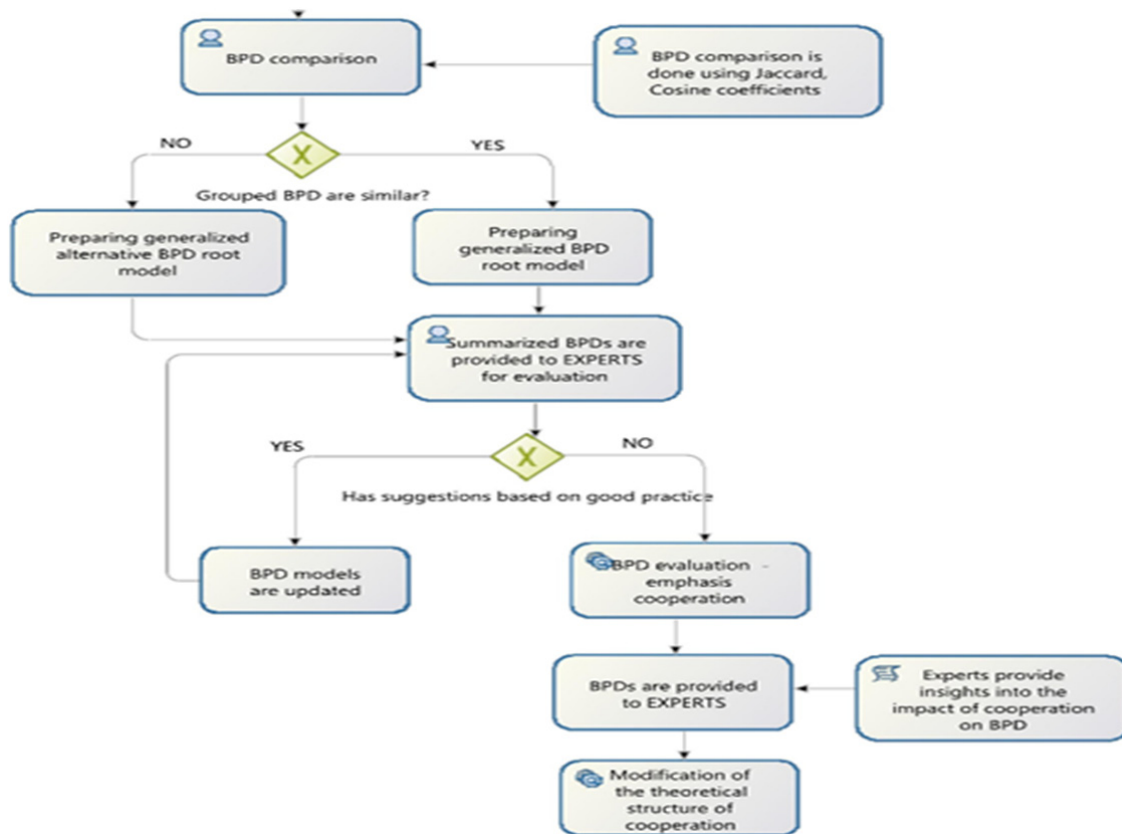 BPD comparison
BPD comparison is
done using Jaccard,
Cosine coefficients
NO
YES
Grouped BPD are similar?
Preparing generalized
alternative BPD root
model
Preparing
generalized BPD
root model
Summarized BPDs are
provided to EXPERTS
for evaluation
YES
NO
Has suggestions based on good practice
BPD models
are updated
BPD evaluation -
emphasis
cooperation
BPDs are provided
to EXPERTS
Experts provide
insights into the
impact of cooperation
on BPD
Modification of
the theoretical
structure of
cooperation